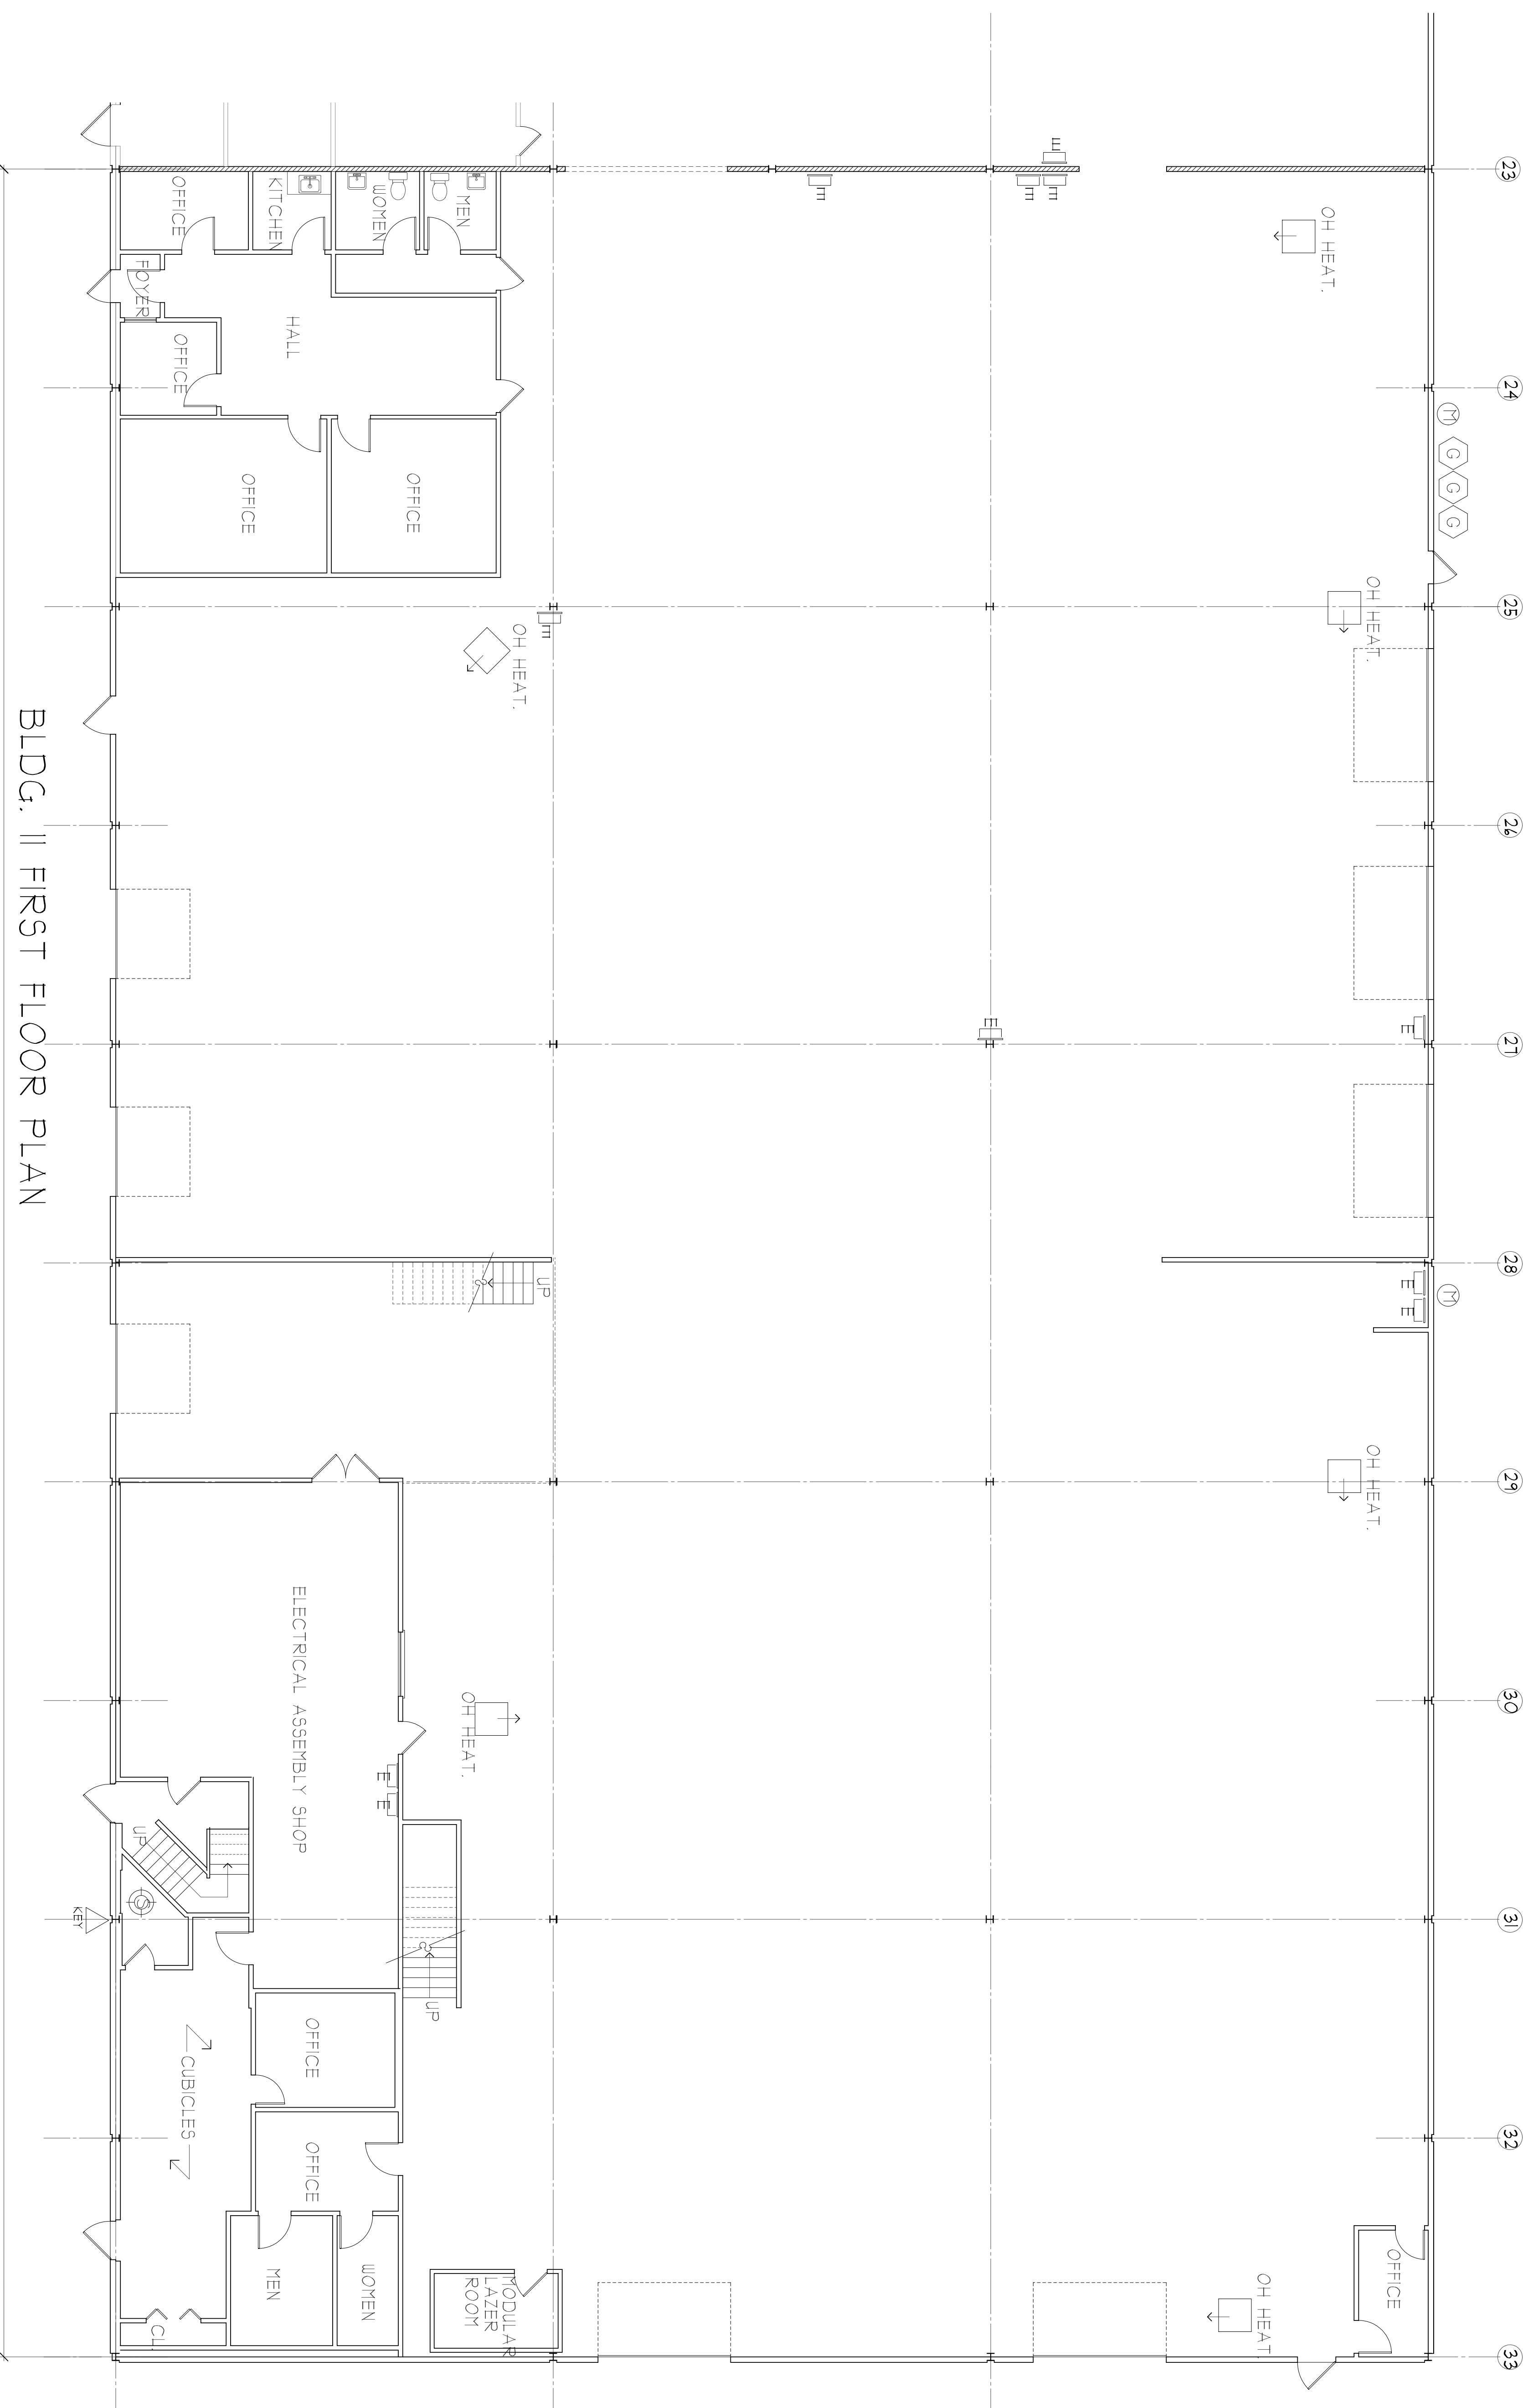 23
24
25
26
27
28
29
30
31
32
33
M
G
G
G
M
E
E
E
OFFICE
OH HEAT.
OH HEAT.
OH HEAT.
OH HEAT.
E
E
E
E
E
E
UP
OH HEAT.
MODULAR
LAZER
ROOM
OH HEAT.
MEN
UP
OFFICE
E
E
WOMEN
WOMEN
OFFICE
OFFICE
ELECTRICAL ASSEMBLY SHOP
HALL
KITCHEN
MEN
OFFICE
CUBICLES
OFFICE
OFFICE
CL.
FOYER
UP
S
KEY
BLDG. 11 FIRST FLOOR PLAN